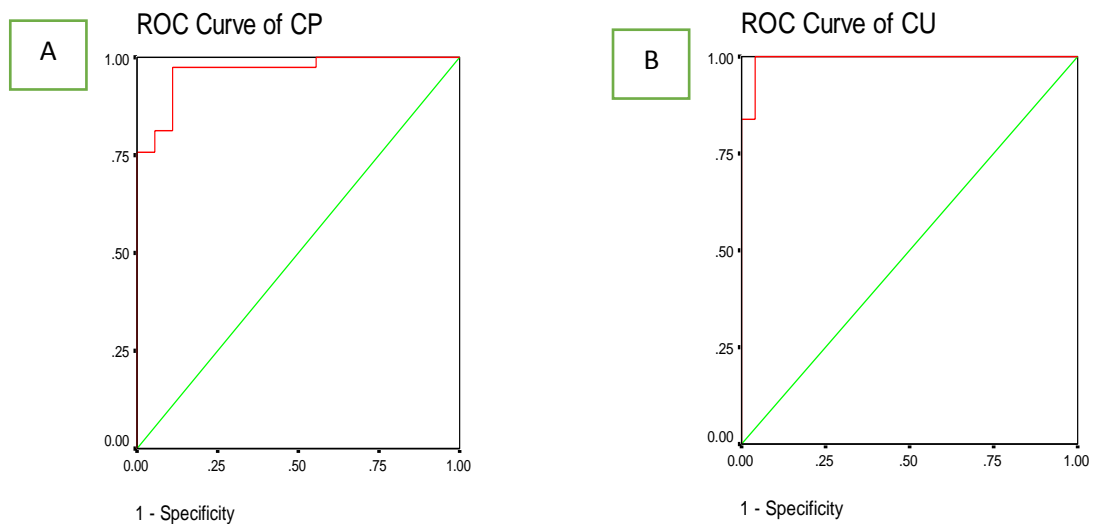 A
ROC Curve of CP
1.00
.75
.50
.25
0.00
0.00 .25 .50 .75 1.00
1 - Specificity
B
ROC Curve of CU
1.00
.75
.50
.25
0.00
0.00 .25 .50 .75 1.00
1 - Specificity